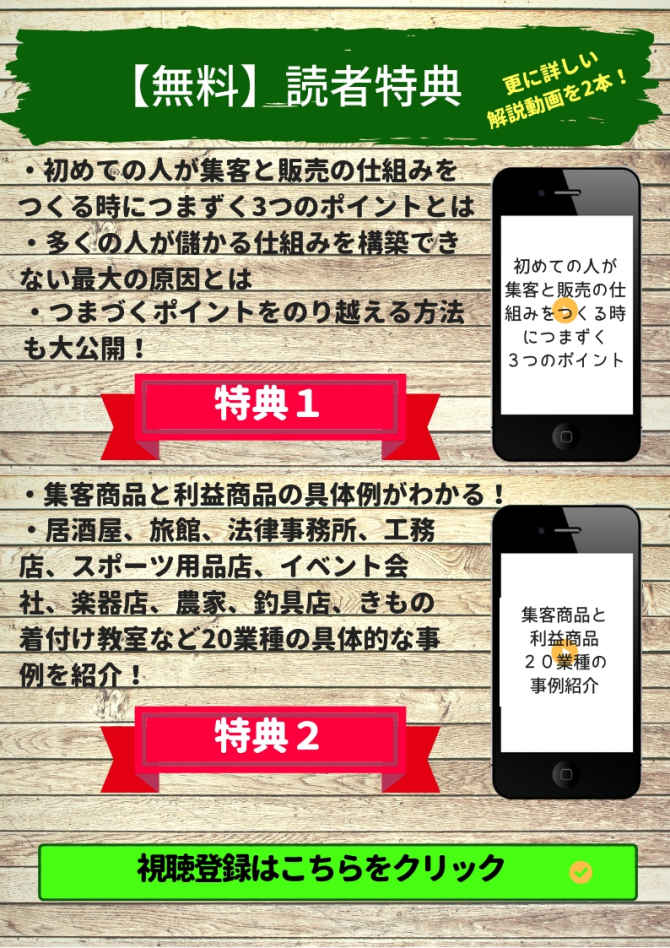 【無料】読者特典
更に詳しい
解説動画を2本！
・初めての人が集客と販売の仕組みを
つくる時につまずく3つのポイントとは
・多くの人が儲かる仕組みを構築でき
ない最大の原因とは
・つまづくポイントをのり越える方法
も大公開！
初めての人が
集客と販売の仕
組みをつくる時
につまずく
３つのポイント
特典１
・集客商品と利益商品の具体例がわかる！
・居酒屋、旅館、法律事務所、工務
店、スポーツ用品店、イベント会
社、楽器店、農家、釣具店、きもの
着付け教室など20業種の具体的な事
例を紹介！
集客商品と
利益商品
２０業種の
事例紹介
特典２
視聴登録はこちらをクリック